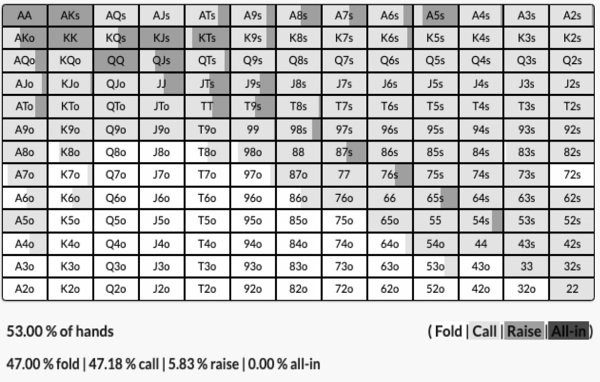 AA AKs AQs AJs ATs A9s A8s A7s A6s A5s A4s A3s A2s
AKo KK KQs KJs KTs K9s K8s K7s K6s K5s K4s K3s K2s
AQo KQo QQ QJs QTs Q9s Q8s Q7s Q6s Q5s Q4s Q3s Q2s
AJo KJo QJo JJ JTs J9s J8s J7s J6s J5s J4s J3s J2s
ATo KTo QTo JTo TT T9s T8s T7s T6s T5s T4s T3s T2s
A9o K9o Q9o J9o T9o 99 98s 97s 96s 95s 94s 93s 92s
A8o K8o Q8o J8o T8o 98o 88 87s 86s 85s 84s 83s 82s
A7o K7o Q7o J7o T7o 97o 87o 77 76s 75s 74s 73s 72s
A6o K6o Q6o J6o T6o 96o 86o 76o 66 65s 64s 63s 62s
A5o K5o Q5o J5o T5o 95o 85o 75o 65o 55 54s 53s 52s
A4o K4o Q4o J4o T4o 94o 84o 74o 64o 54o 44 43s 42s
A3o K3o Q3o J3o T3o 93o 83o 73o 63o 53o 43o 33 32s
A2o K2o Q2o J2o T2o 92o 82o 72o 62o 52o 42o 32o 22
53.00 % of hands (Fold | Call | Raise | All-in)
47.00 % fold | 47.18 % call | 5.83 % raise | 0.00 % all-in